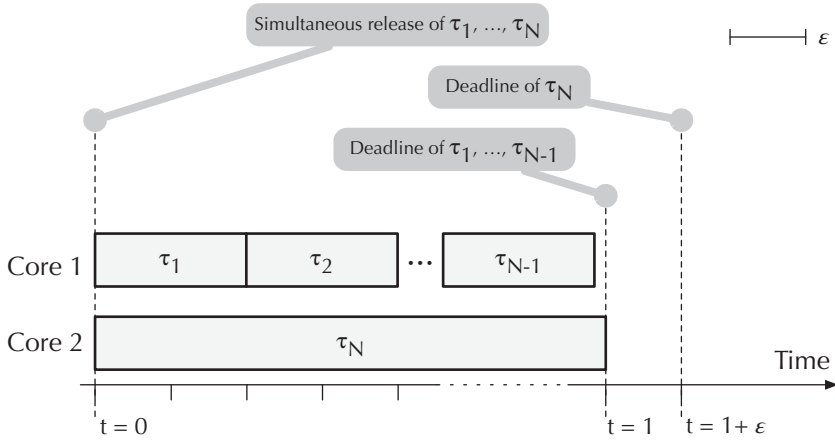 Simultaneous release of τ1, ..., τN
ε
Deadline of τN
Deadline of τ1, ..., τN-1
Core 1
τ1
τ2
...
τN-1
Core 2
τN
Time
t = 0
t = 1
t = 1+ ε